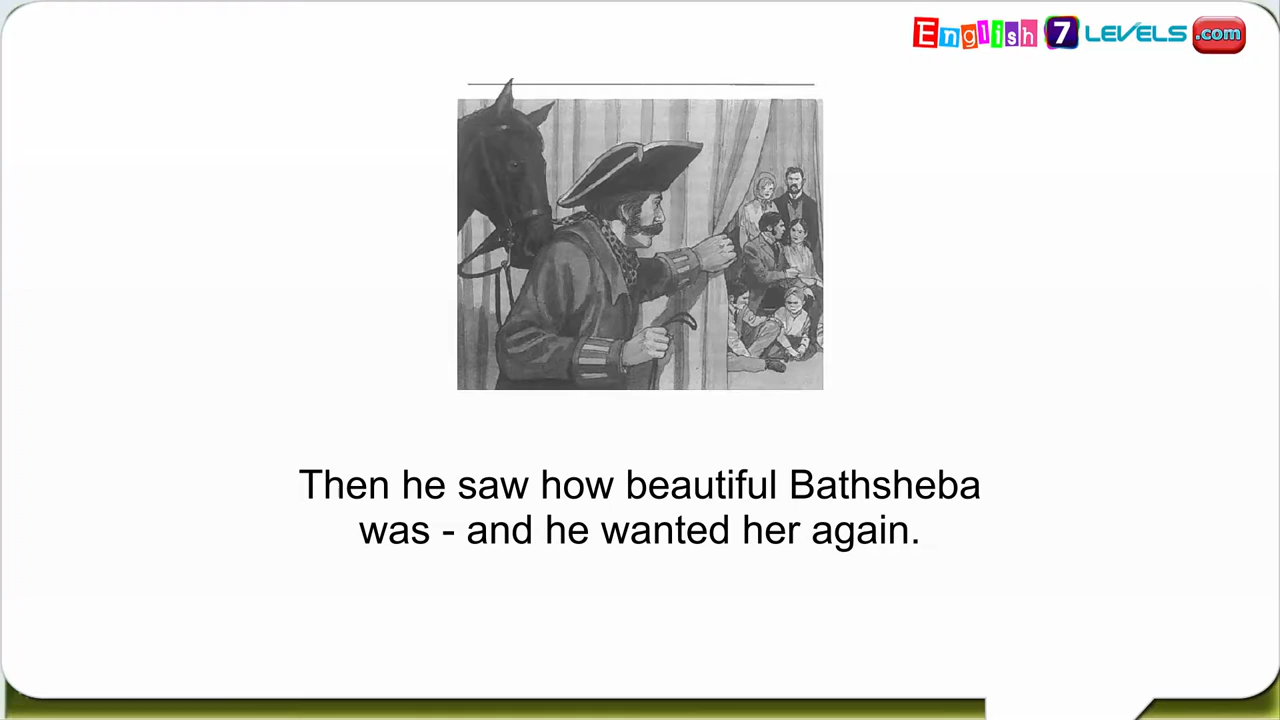 English 7 LEVELS .com
Then he saw how beautiful Bathsheba
was - and he wanted her again.